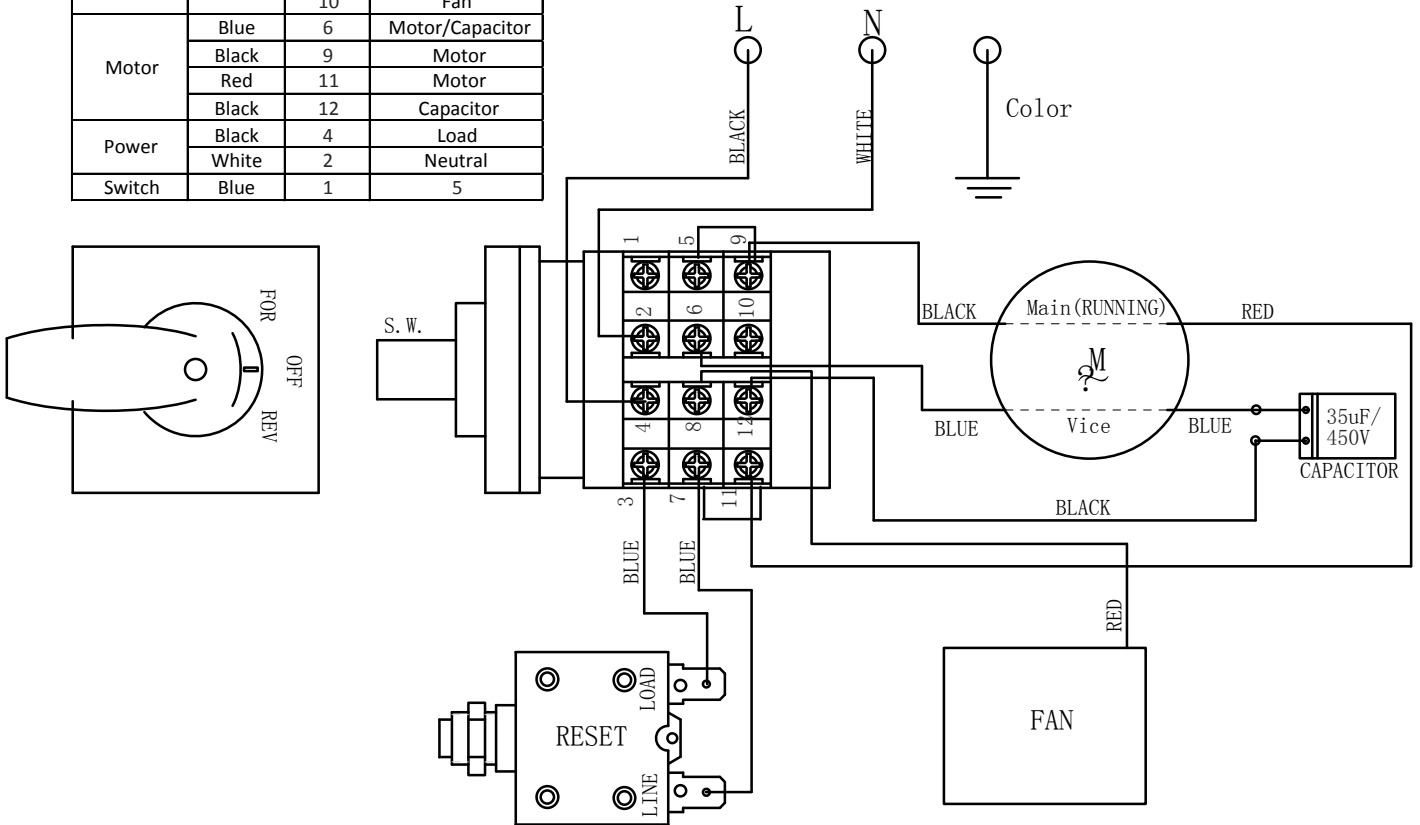 10 Fan
Motor Blue 6 Motor/Capacitor
Black 9 Motor
Red 11 Motor
Black 12 Capacitor
Power Black 4 Load
White 2 Neutral
Switch Blue 1 5
L N
BLACK WHITE Color
FOR
OFF
REV
S.W.
1 5 9
2 6 10
4 8 12
3 7 11
BLACK Main(RUNNING) RED
M
?
BLUE Vice BLUE
35uF/
450V
CAPACITOR
BLACK
BLUE BLUE RED
RESET
LOAD
LINE
FAN